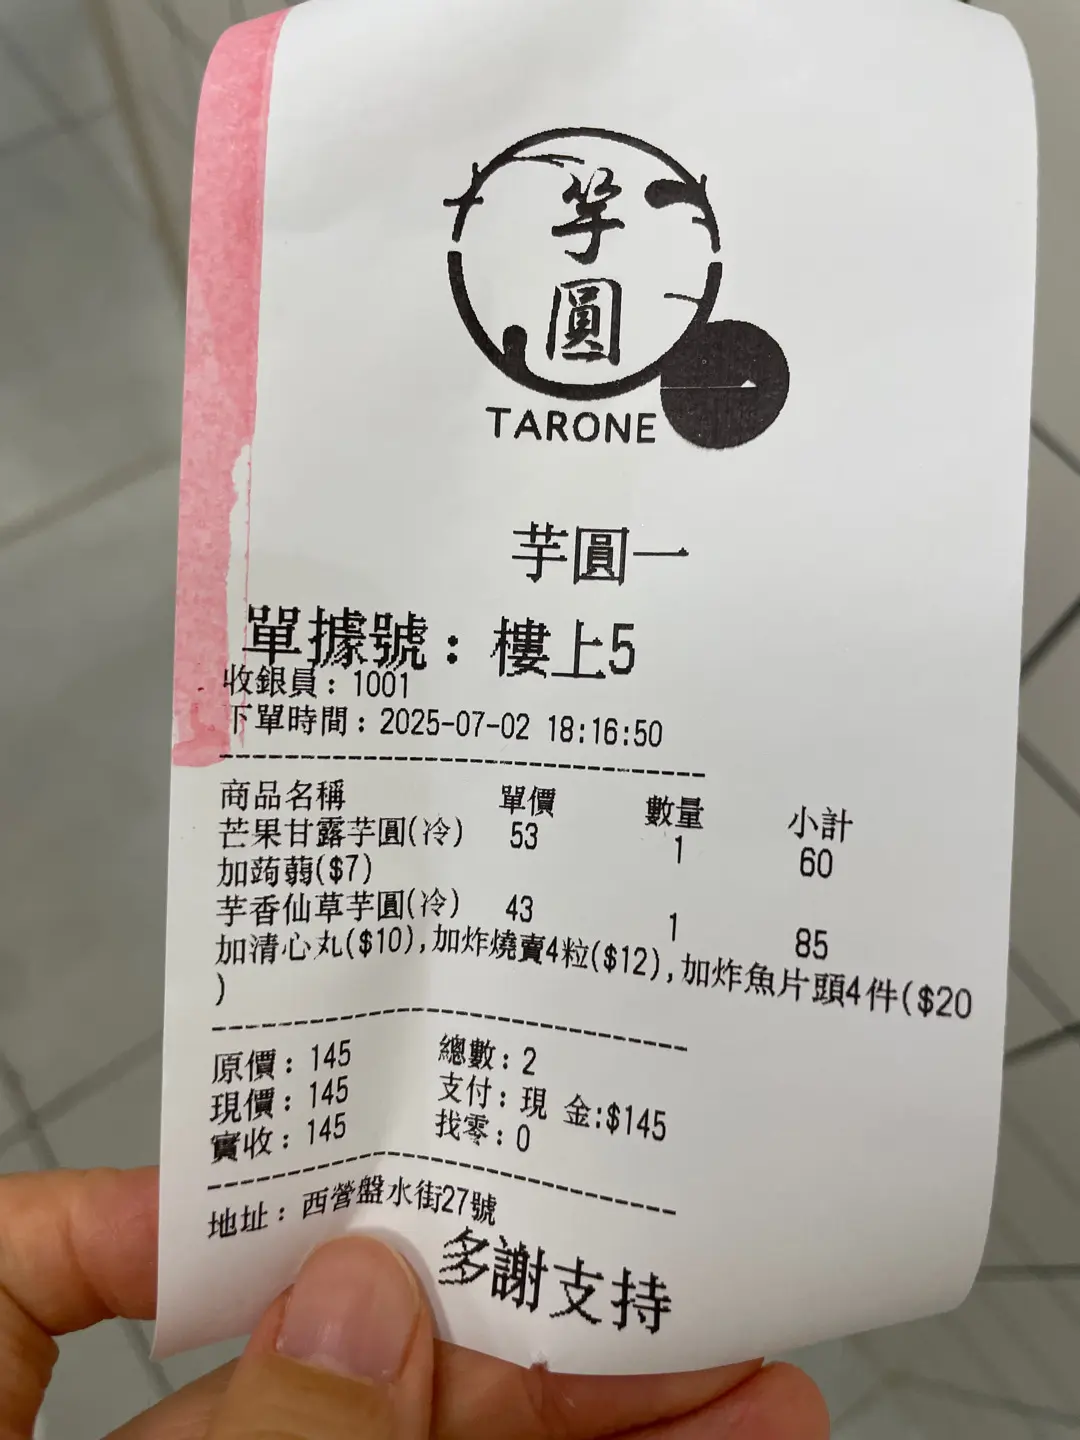 芋
圓
一
TARONE
芋圓一
單據號：樓上5
收銀員：1001
下單時間：2025-07-02 18:16:50
商品名稱 單價 數量 小計
芒果甘露芋圓(冷) 53 1 60
加蒟蒻($7)
芋香仙草芋圓(冷) 43 1 85
加清心丸($10),加炸燒賣4粒($12),加炸魚片頭4件($20
)
原價：145 總數：2
現價：145 支付：現 金:$145
實收：145 找零：0
地址：西營盤水街27號
多謝支持